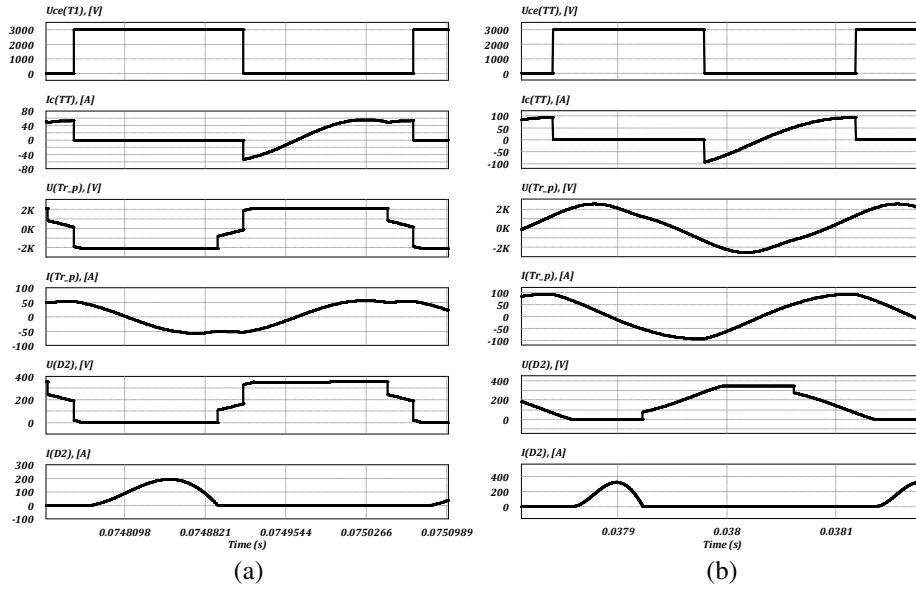 Uce(T1), [V]
3000
2000
1000
0
Ic(TT), [A]
80
40
0
-40
-80
U(Tr_p), [V]
2K
0K
-2K
I(Tr_p), [A]
100
50
0
-50
-100
U(D2), [V]
400
200
0
I(D2), [A]
300
200
100
0
-100
0.0748098 0.0748821 0.0749544 0.0750266 0.0750989
Time (s)
(a)
Uce(TT), [V]
3000
2000
1000
0
Ic(TT), [A]
100
50
0
-50
-100
U(Tr_p), [V]
2K
0K
-2K
I(Tr_p), [A]
100
50
0
-50
-100
U(D2), [V]
400
200
0
I(D2), [A]
400
200
0
0.0379 0.038 0.0381
Time (s)
(b)